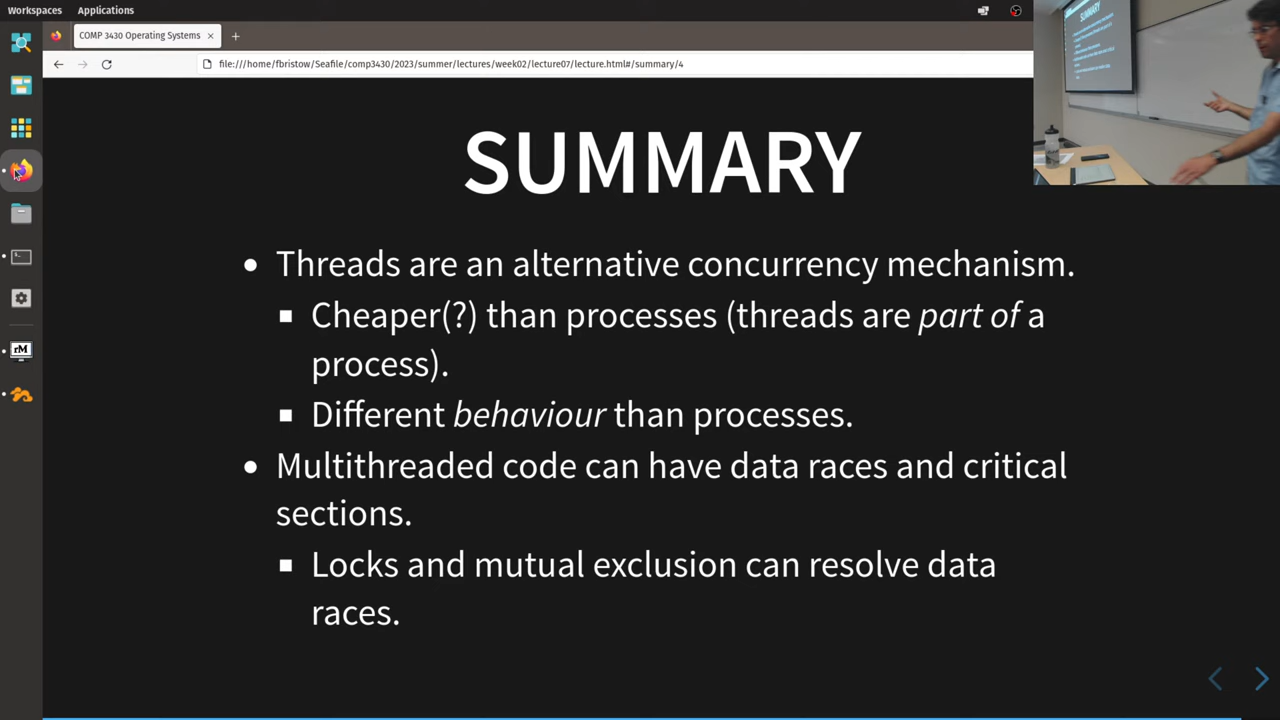 Workspaces Applications
COMP 3430 Operating Systems
file:///home/fbristow/Seafile/comp3430/2023/summer/lectures/week02/lecture07/lecture.html#/summary/4
SUMMARY
SUMMARY
• Threads are an alternative concurrency mechanism.
▪ Cheaper(?) than processes (threads are part of a
process).
▪ Different behaviour than processes.
• Multithreaded code can have data races and critical
sections.
▪ Locks and mutual exclusion can resolve data
races.
rM